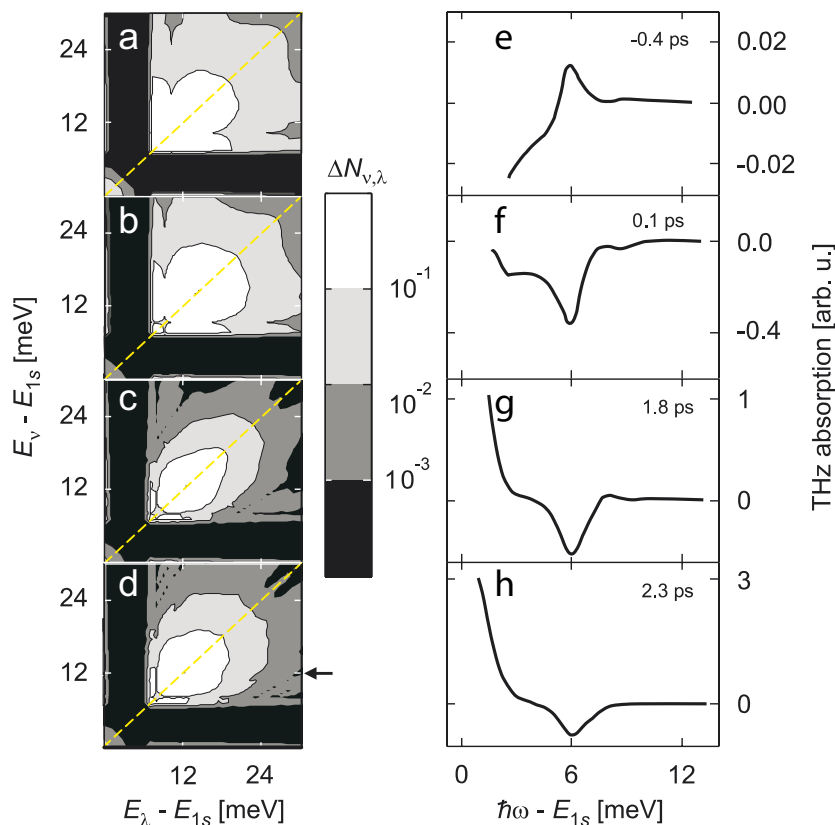 a
28
12
b
28
12
c
24
12
d
24
12
12 24
E_λ - E_1s [meV]
E_ν - E_1s [meV]
ΔN_ν,λ
10^-1
10^-2
10^-3
e
-0.4 ps
0.02
0.00
-0.02
f
0.1 ps
0.0
-0.4
g
1.8 ps
1
0
h
2.3 ps
3
0
0 6 12
ħω - E_1s [meV]
THz absorption [arb. u.]